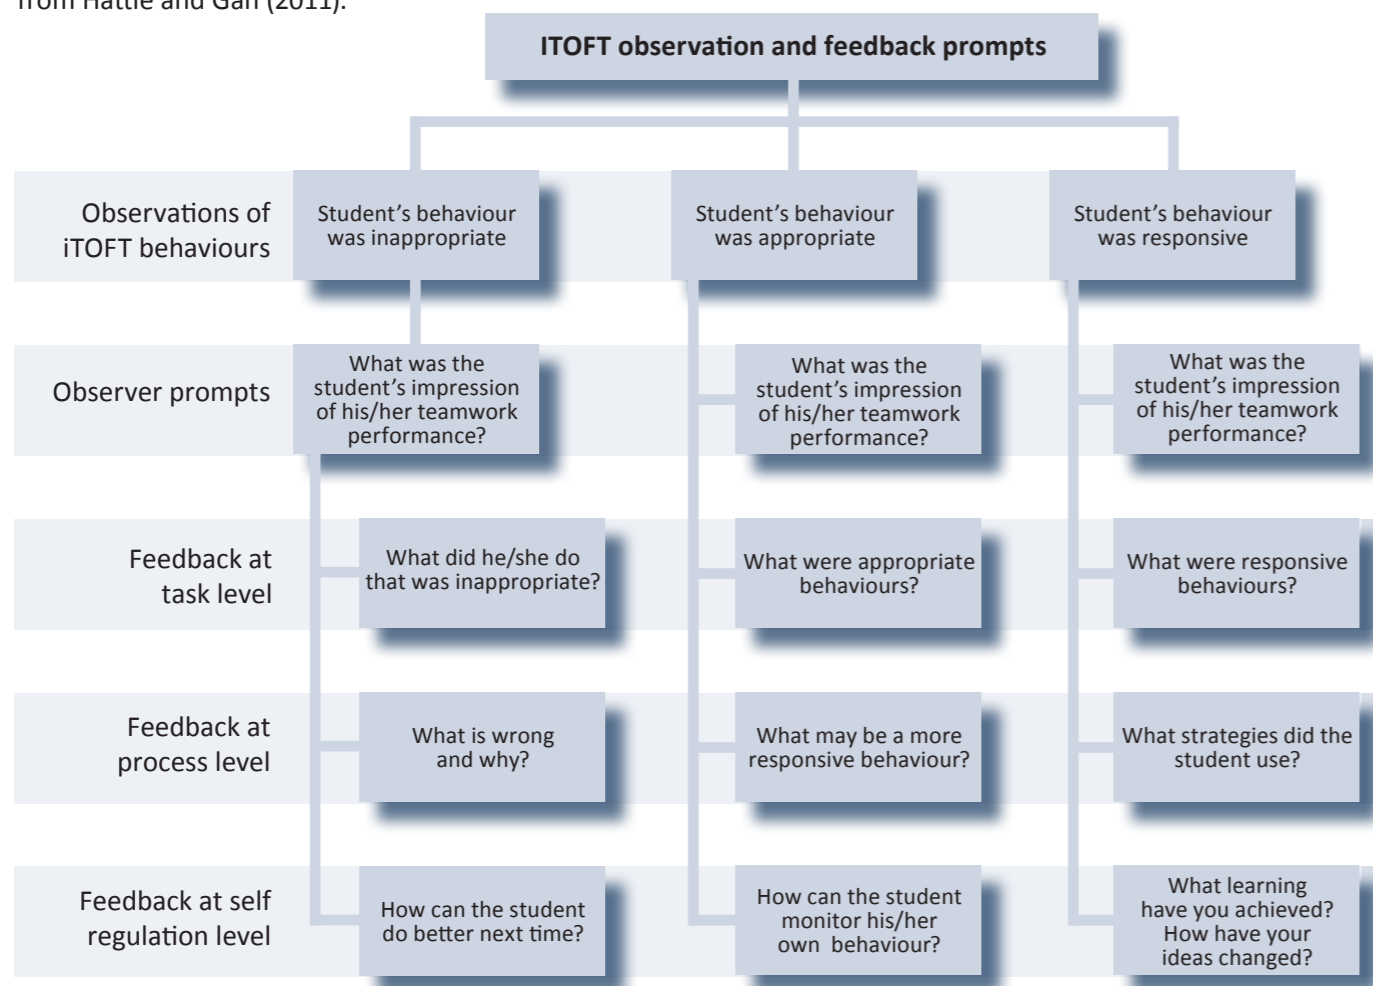 from Hattie and Gan (2011).
ITOFT observation and feedback prompts
Observations of
iTOFT behaviours
Student's behaviour
was inappropriate
Student's behaviour
was appropriate
Student's behaviour
was responsive
Observer prompts
What was the
student's impression
of his/her teamwork
performance?
What was the
student's impression
of his/her teamwork
performance?
What was the
student's impression
of his/her teamwork
performance?
Feedback at
task level
What did he/she do
that was inappropriate?
What were appropriate
behaviours?
What were responsive
behaviours?
Feedback at
process level
What is wrong
and why?
What may be a more
responsive behaviour?
What strategies did the
student use?
Feedback at self
regulation level
How can the student
do better next time?
How can the student
monitor his/her
own behaviour?
What learning
have you achieved?
How have your
ideas changed?